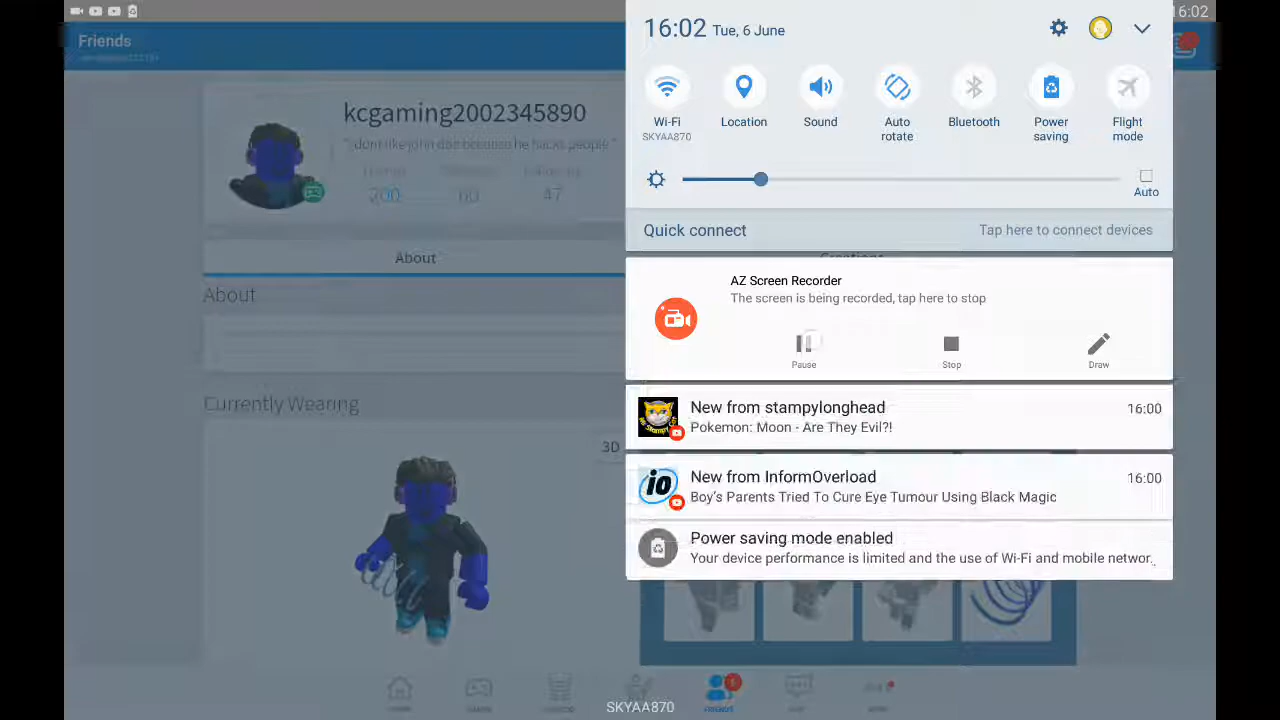 16:02
Friends
kcgaming2002345890
"i dont like john doe because he hacks people "
200
60
47
About
Creations
About
Currently Wearing
3D
16:02 Tue, 6 June
Wi-Fi
SKYAA870
Location
Sound
Auto rotate
Bluetooth
Power saving
Flight mode
Auto
Quick connect
Tap here to connect devices
AZ Screen Recorder
The screen is being recorded, tap here to stop
Pause
Stop
Draw
New from stampylonghead
16:00
Pokemon: Moon - Are They Evil?!
io
New from InformOverload
16:00
Boy's Parents Tried To Cure Eye Tumour Using Black Magic
Power saving mode enabled
Your device performance is limited and the use of Wi-Fi and mobile networ..
FRIENDS
SKYAA870